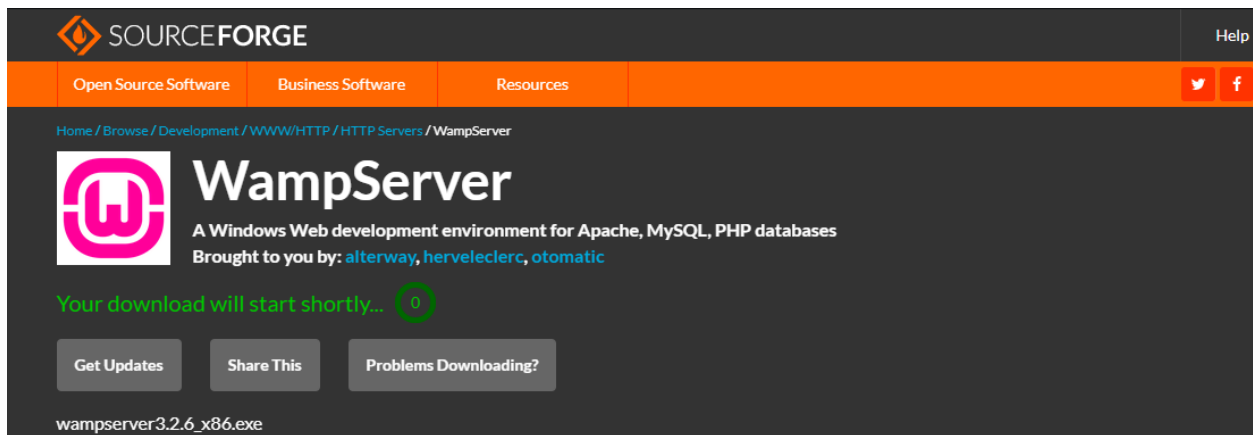 SOURCEFORGE
Help
Open Source Software
Business Software
Resources
Home / Browse / Development / WWW/HTTP / HTTP Servers / WampServer
WampServer
A Windows Web development environment for Apache, MySQL, PHP databases
Brought to you by: alterway, herveleclerc, otomatic
Your download will start shortly... 0
Get Updates
Share This
Problems Downloading?
wampserver3.2.6_x86.exe